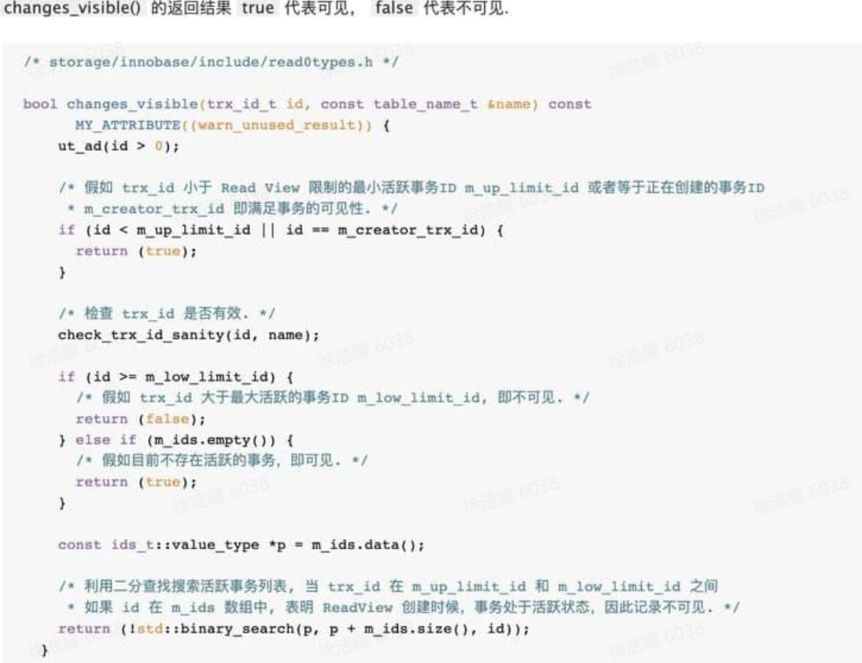 changes_visible() 的返回结果 true 代表可见， false 代表不可见.
/* storage/innobase/include/read0types.h */
bool changes_visible(trx_id_t id, const table_name_t &name) const
MY_ATTRIBUTE((warn_unused_result)) {
ut_ad(id > 0);
/* 假如 trx_id 小于 Read View 限制的最小活跃事务ID m_up_limit_id 或者等于正在创建的事务ID
* m_creator_trx_id 即满足事务的可见性. */
if (id < m_up_limit_id || id == m_creator_trx_id) {
return (true);
}
/* 检查 trx_id 是否有效. */
check_trx_id_sanity(id, name);
if (id >= m_low_limit_id) {
/* 假如 trx_id 大于最大活跃的事务ID m_low_limit_id, 即不可见. */
return (false);
} else if (m_ids.empty()) {
/* 假如目前不存在活跃的事务，即可见. */
return (true);
}
const ids_t::value_type *p = m_ids.data();
/* 利用二分查找搜索活跃事务列表, 当 trx_id 在 m_up_limit_id 和 m_low_limit_id 之间
* 如果 id 在 m_ids 数组中, 表明 ReadView 创建时候，事务处于活跃状态，因此记录不可见. */
return (!std::binary_search(p, p + m_ids.size(), id));
}